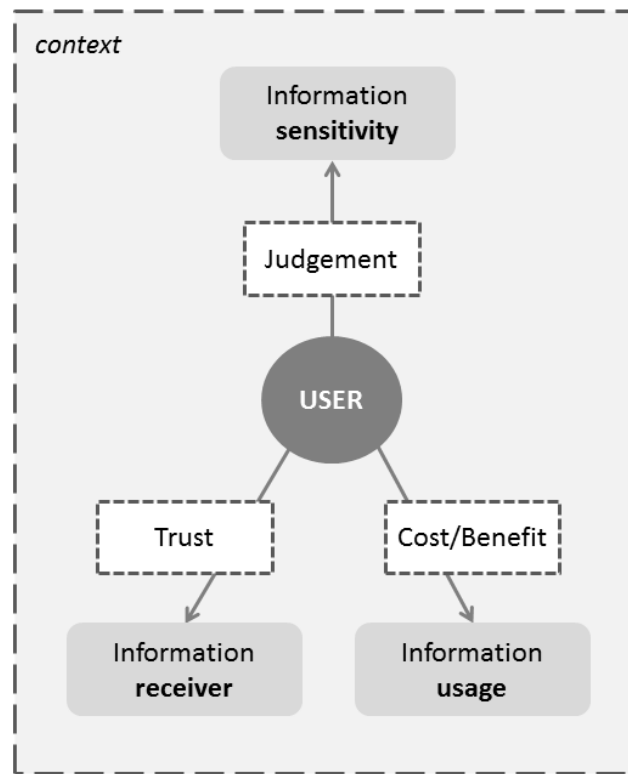 context
Information
sensitivity
Judgement
USER
Trust
Cost/Benefit
Information
receiver
Information
usage